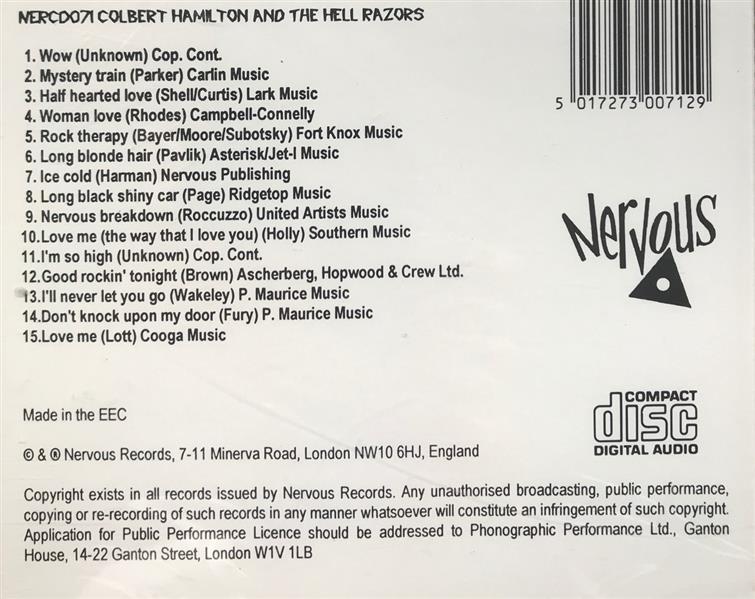 NERCD071 COLBERT HAMILTON AND THE HELL RAZORS
1. Wow (Unknown) Cop. Cont.
2. Mystery train (Parker) Carlin Music
3. Half hearted love (Shell/Curtis) Lark Music
4. Woman love (Rhodes) Campbell-Connelly
5. Rock therapy (Bayer/Moore/Subotsky) Fort Knox Music
6. Long blonde hair (Pavlik) Asterisk/Jet-I Music
7. Ice cold (Harman) Nervous Publishing
8. Long black shiny car (Page) Ridgetop Music
9. Nervous breakdown (Roccuzzo) United Artists Music
10.Love me (the way that I love you) (Holly) Southern Music
11.I'm so high (Unknown) Cop. Cont.
12.Good rockin' tonight (Brown) Ascherberg, Hopwood & Crew Ltd.
13.I'll never let you go (Wakeley) P. Maurice Music
14.Don't knock upon my door (Fury) P. Maurice Music
15.Love me (Lott) Cooga Music
5 017273 007129
Nervous
COMPACT
disc
DIGITAL AUDIO
Made in the EEC
© & ℗ Nervous Records, 7-11 Minerva Road, London NW10 6HJ, England
Copyright exists in all records issued by Nervous Records. Any unauthorised broadcasting, public performance,
copying or re-recording of such records in any manner whatsoever will constitute an infringement of such copyright.
Application for Public Performance Licence should be addressed to Phonographic Performance Ltd., Ganton
House, 14-22 Ganton Street, London W1V 1LB